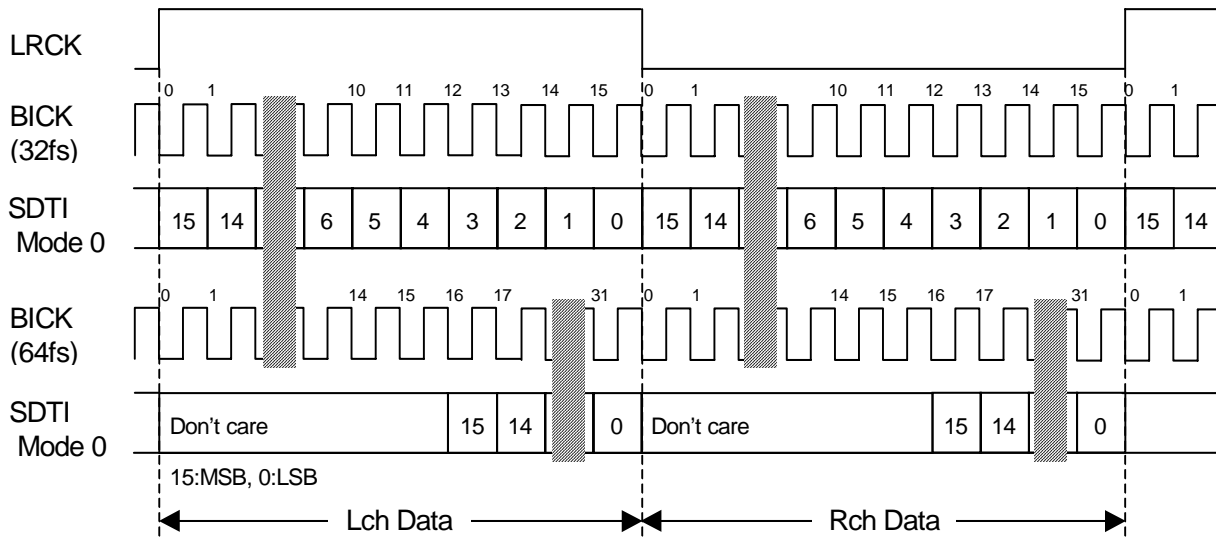 LRCK
0 1 10 11 12 13 14 15 0 1 10 11 12 13 14 15 0 1
BICK
(32fs)
SDTI
Mode 0
15 14 6 5 4 3 2 1 0 15 14 6 5 4 3 2 1 0 15 14
0 1 14 15 16 17 31 0 1 14 15 16 17 31 0 1
BICK
(64fs)
SDTI
Mode 0
Don't care 15 14 0 Don't care 15 14 0
15:MSB, 0:LSB
Lch Data Rch Data